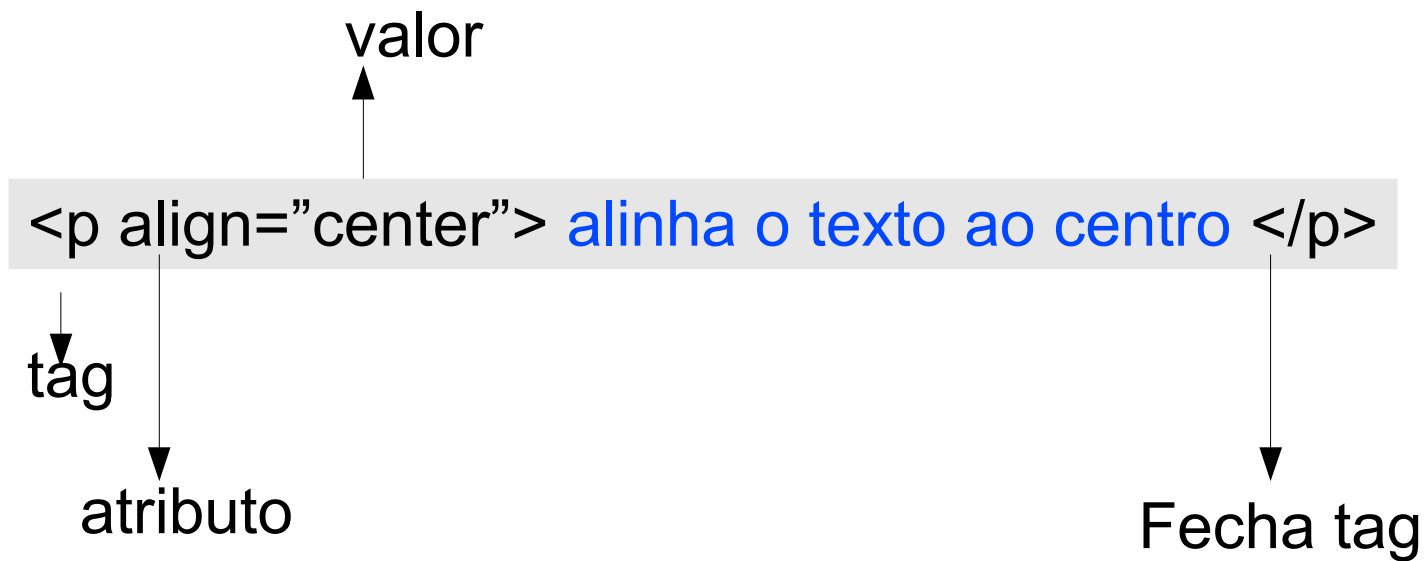 valor
<p align=”center”> alinha o texto ao centro </p>
tag
atributo
Fecha tag